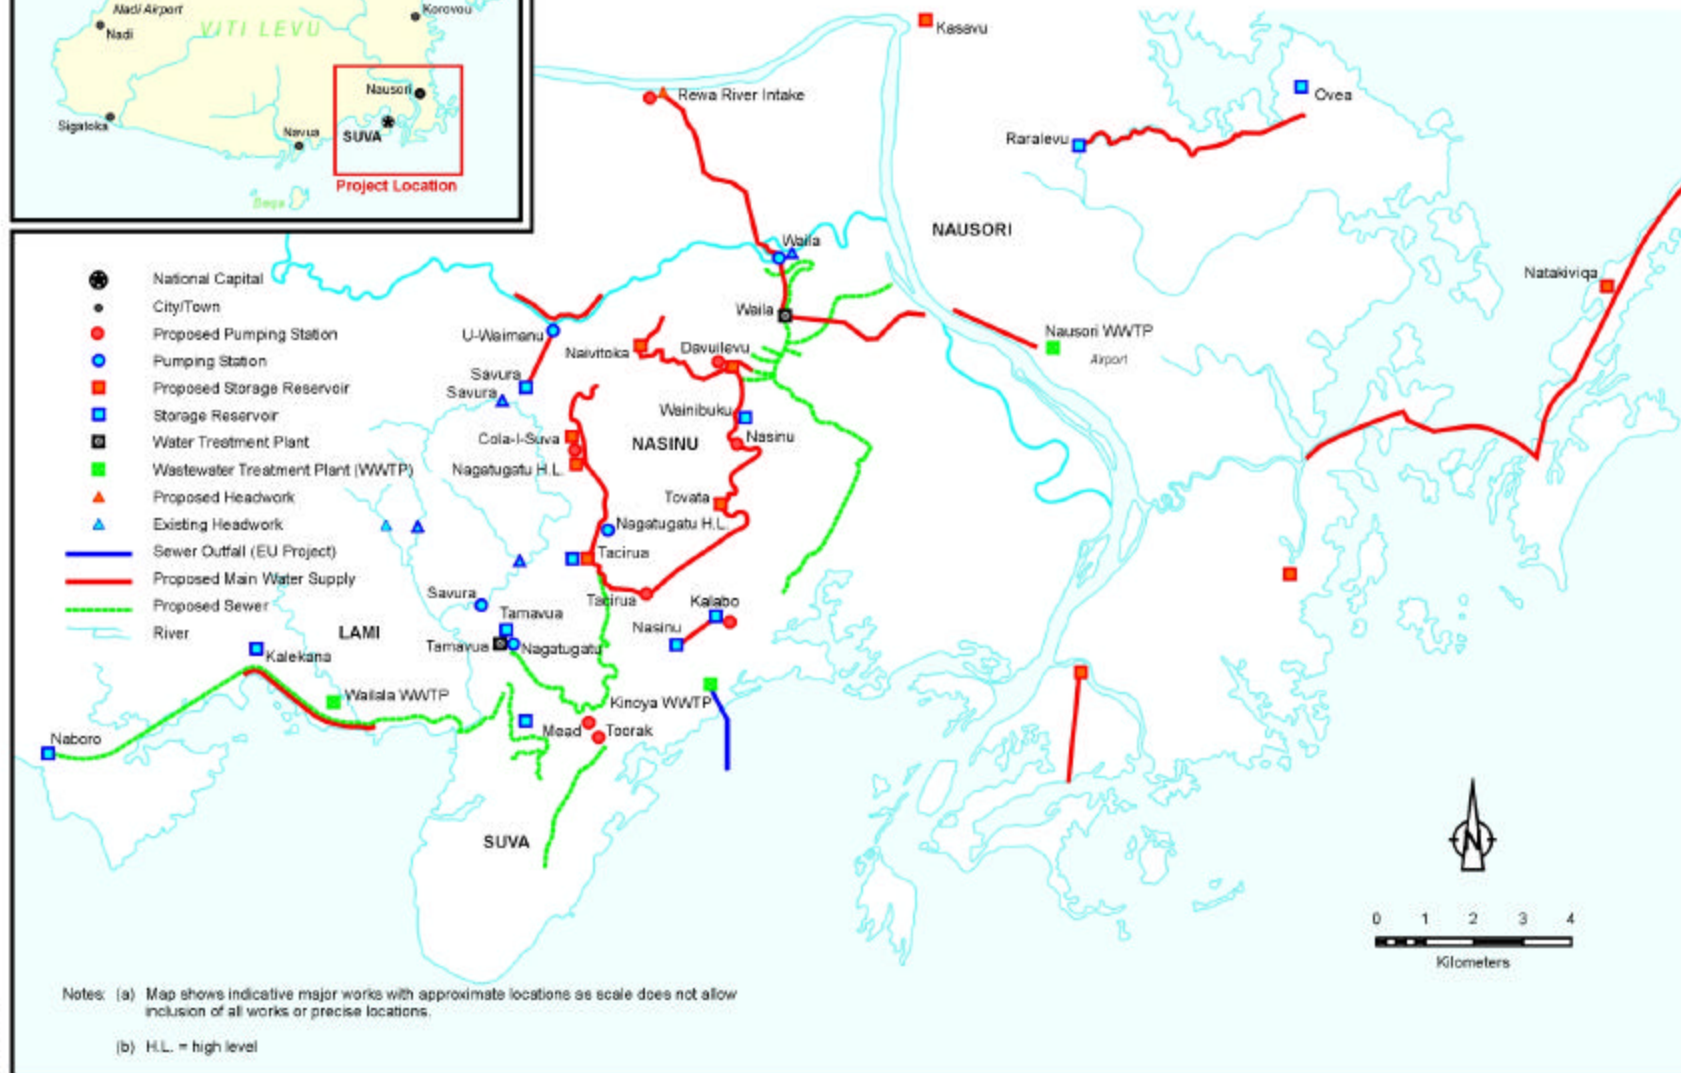 Nadi Airport
Nadi
VITI LEVU
Korovou
Nausori
SUVA
Sigatoka
Navua
Project Location
Beqa
National Capital
City/Town
Proposed Pumping Station
Pumping Station
Proposed Storage Reservoir
Storage Reservoir
Water Treatment Plant
Wastewater Treatment Plant (WWTP)
Proposed Headwork
Existing Headwork
Sewer Outfall (EU Project)
Proposed Main Water Supply
Proposed Sewer
River
Kasavu
Rewa River Intake
Ovea
Raralevu
NAUSORI
Waila
Natakiviqa
Waila
Nausori WWTP
Airport
U-Waimanu
Naivitoka
Davuilevu
Savura
Savura
Wainibuku
Cola-I-Suva
NASINU
Nasinu
Nagatugatu H.L.
Tovata
Nagatugatu H.L.
Tacirua
Tacirua
Savura
Kalabo
Tamavua
Nasinu
LAMI
Tamavua
Nagatugatu
Kalekana
Wailala WWTP
Kinoya WWTP
Mead
Toorak
Naboro
SUVA
N
0 1 2 3 4
Kilometers
Notes: (a) Map shows indicative major works with approximate locations as scale does not allow
inclusion of all works or precise locations.
(b) H.L. = high level